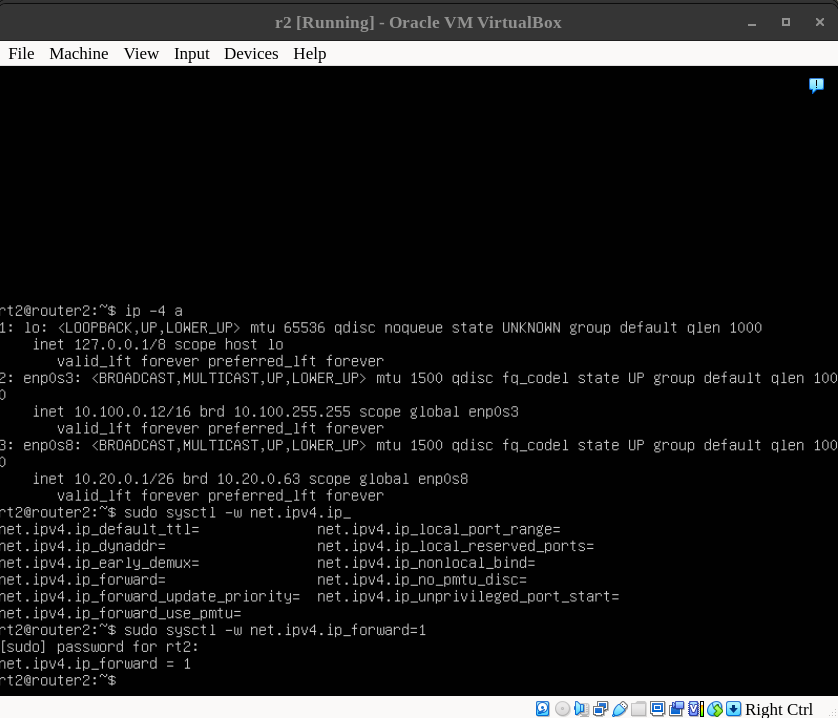 r2 [Running] - Oracle VM VirtualBox
File Machine View Input Devices Help
rt2@router2:~$ ip -4 a
1: lo: <LOOPBACK,UP,LOWER_UP> mtu 65536 qdisc noqueue state UNKNOWN group default qlen 1000
    inet 127.0.0.1/8 scope host lo
       valid_lft forever preferred_lft forever
2: enp0s3: <BROADCAST,MULTICAST,UP,LOWER_UP> mtu 1500 qdisc fq_codel state UP group default qlen 100
0
    inet 10.100.0.12/16 brd 10.100.255.255 scope global enp0s3
       valid_lft forever preferred_lft forever
3: enp0s8: <BROADCAST,MULTICAST,UP,LOWER_UP> mtu 1500 qdisc fq_codel state UP group default qlen 100
0
    inet 10.20.0.1/26 brd 10.20.0.63 scope global enp0s8
       valid_lft forever preferred_lft forever
rt2@router2:~$ sudo sysctl -w net.ipv4.ip_
net.ipv4.ip_default_ttl=              net.ipv4.ip_local_port_range=
net.ipv4.ip_dynaddr=                  net.ipv4.ip_local_reserved_ports=
net.ipv4.ip_early_demux=              net.ipv4.ip_nonlocal_bind=
net.ipv4.ip_forward=                  net.ipv4.ip_no_pmtu_disc=
net.ipv4.ip_forward_update_priority=  net.ipv4.ip_unprivileged_port_start=
net.ipv4.ip_forward_use_pmtu=
rt2@router2:~$ sudo sysctl -w net.ipv4.ip_forward=1
[sudo] password for rt2:
net.ipv4.ip_forward = 1
rt2@router2:~$
Right Ctrl